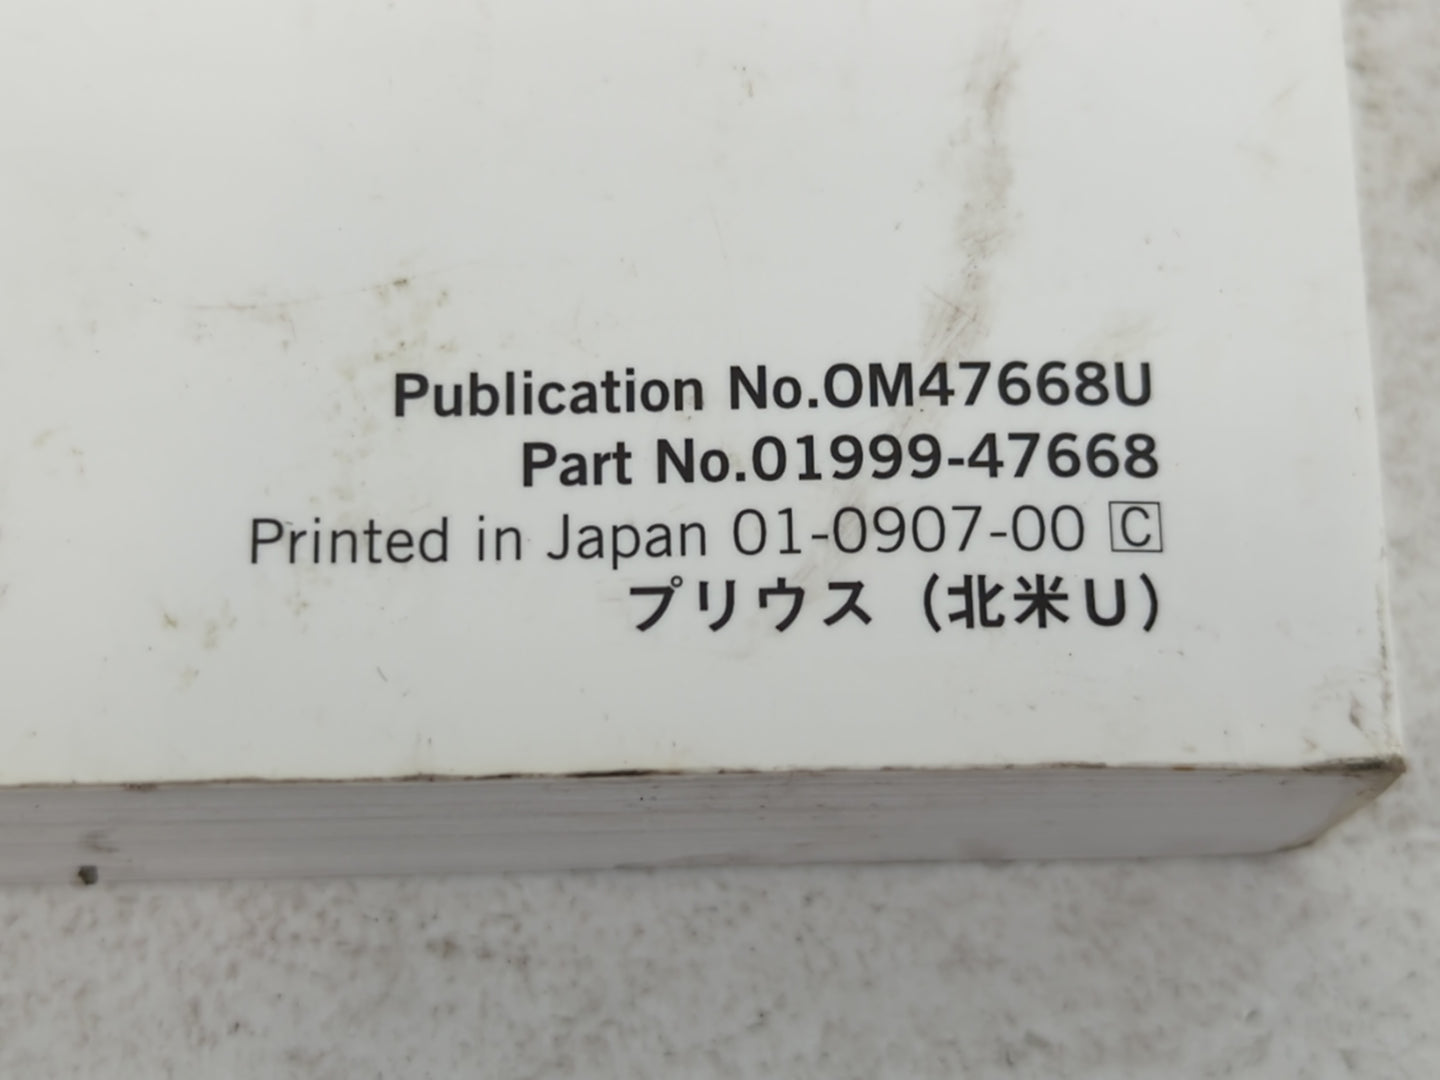 Publication No.OM47668U
Part No.01999-47668
Printed in Japan 01-0907-00 C
プリウス（北米U）